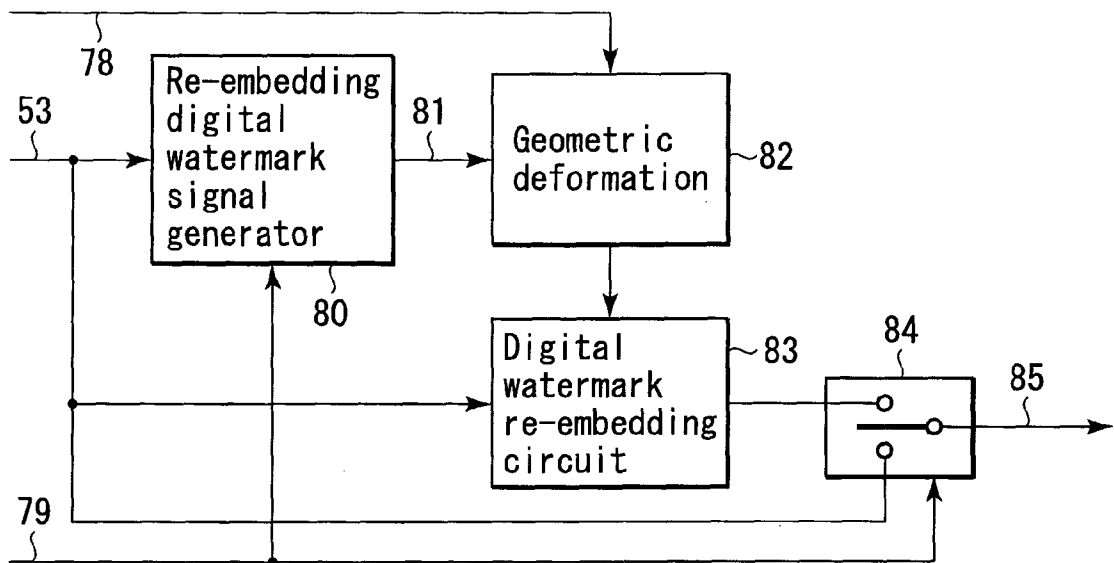 78
53
Re-embedding
digital
watermark
signal
generator
80
81
Geometric
deformation
82
Digital
watermark
re-embedding
circuit
83
84
85
79